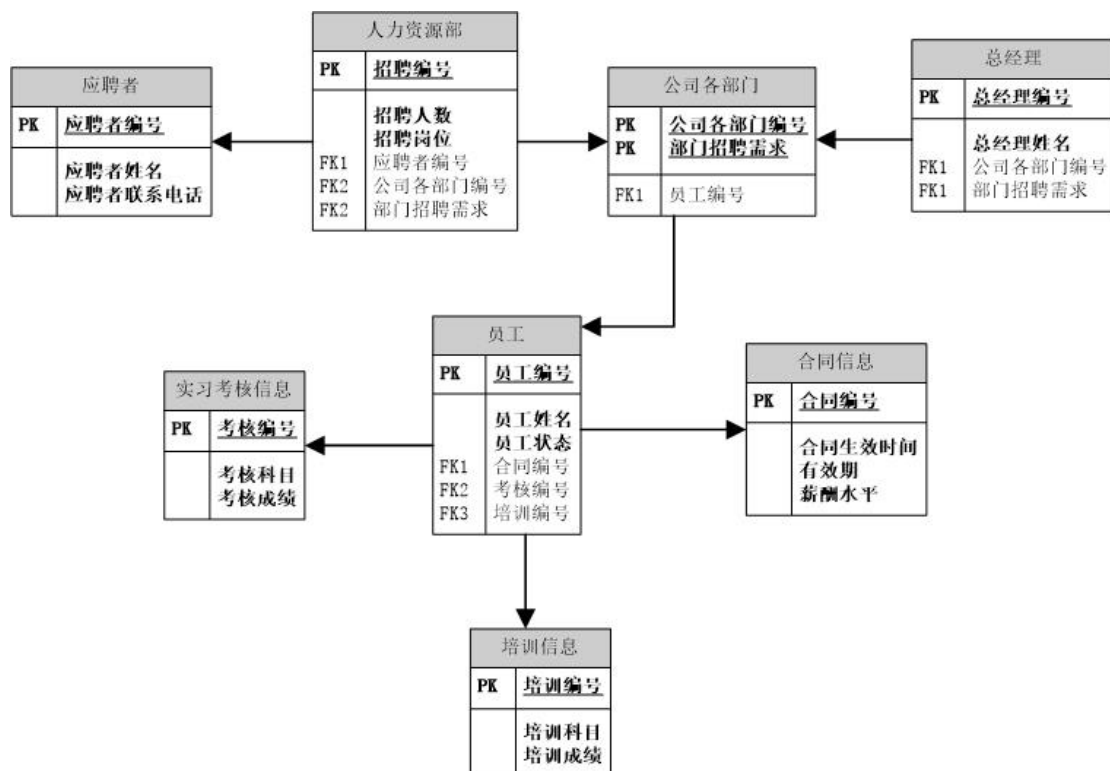 人力资源部
PK 招聘编号
招聘人数
招聘岗位
FK1 应聘者编号
FK2 公司各部门编号
FK2 部门招聘需求
应聘者
PK 应聘者编号
应聘者姓名
应聘者联系电话
公司各部门
PK 公司各部门编号
PK 部门招聘需求
FK1 员工编号
总经理
PK 总经理编号
总经理姓名
FK1 公司各部门编号
FK1 部门招聘需求
员工
PK 员工编号
员工姓名
员工状态
FK1 合同编号
FK2 考核编号
FK3 培训编号
实习考核信息
PK 考核编号
考核科目
考核成绩
合同信息
PK 合同编号
合同生效时间
有效期
薪酬水平
培训信息
PK 培训编号
培训科目
培训成绩